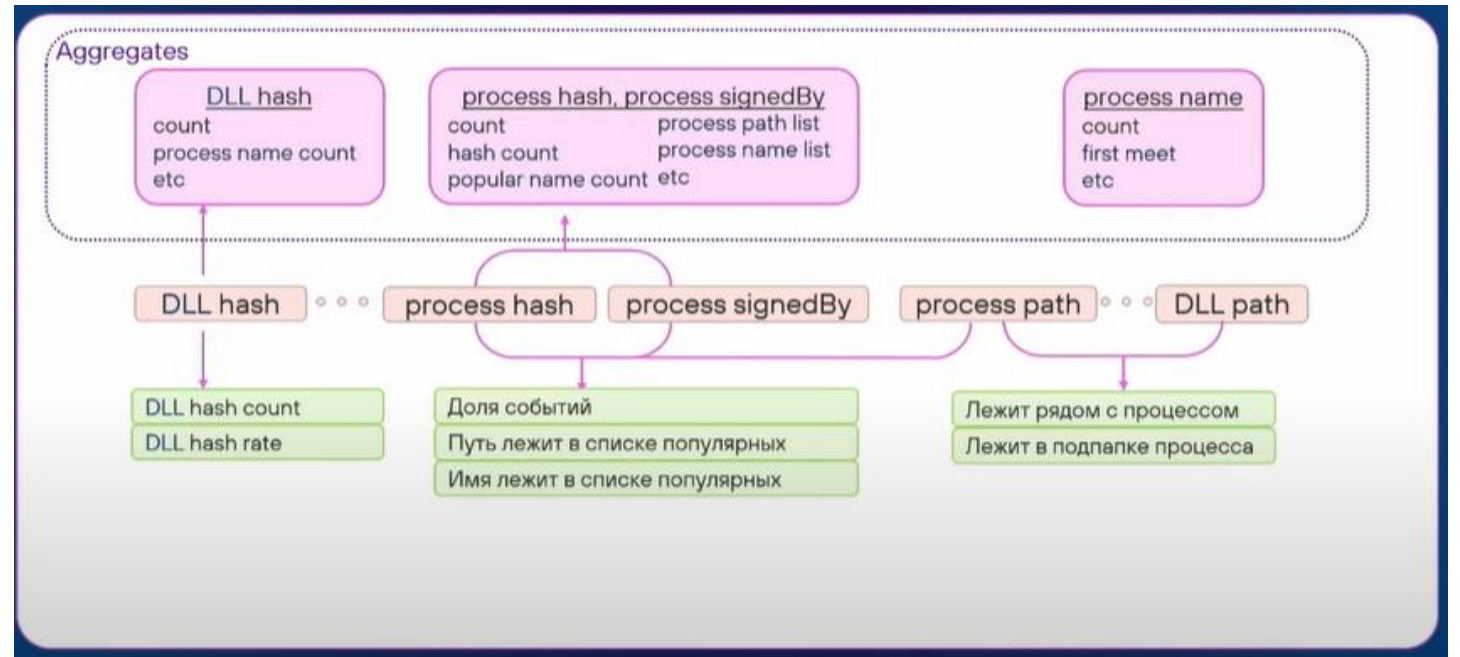 Aggregates
DLL hash
count
process name count
etc
process hash, process signedBy
count
hash count
popular name count
process path list
process name list
etc
process name
count
first meet
etc
DLL hash
process hash
process signedBy
process path
DLL path
DLL hash count
DLL hash rate
Доля событий
Путь лежит в списке популярных
Имя лежит в списке популярных
Лежит рядом с процессом
Лежит в подпапке процесса